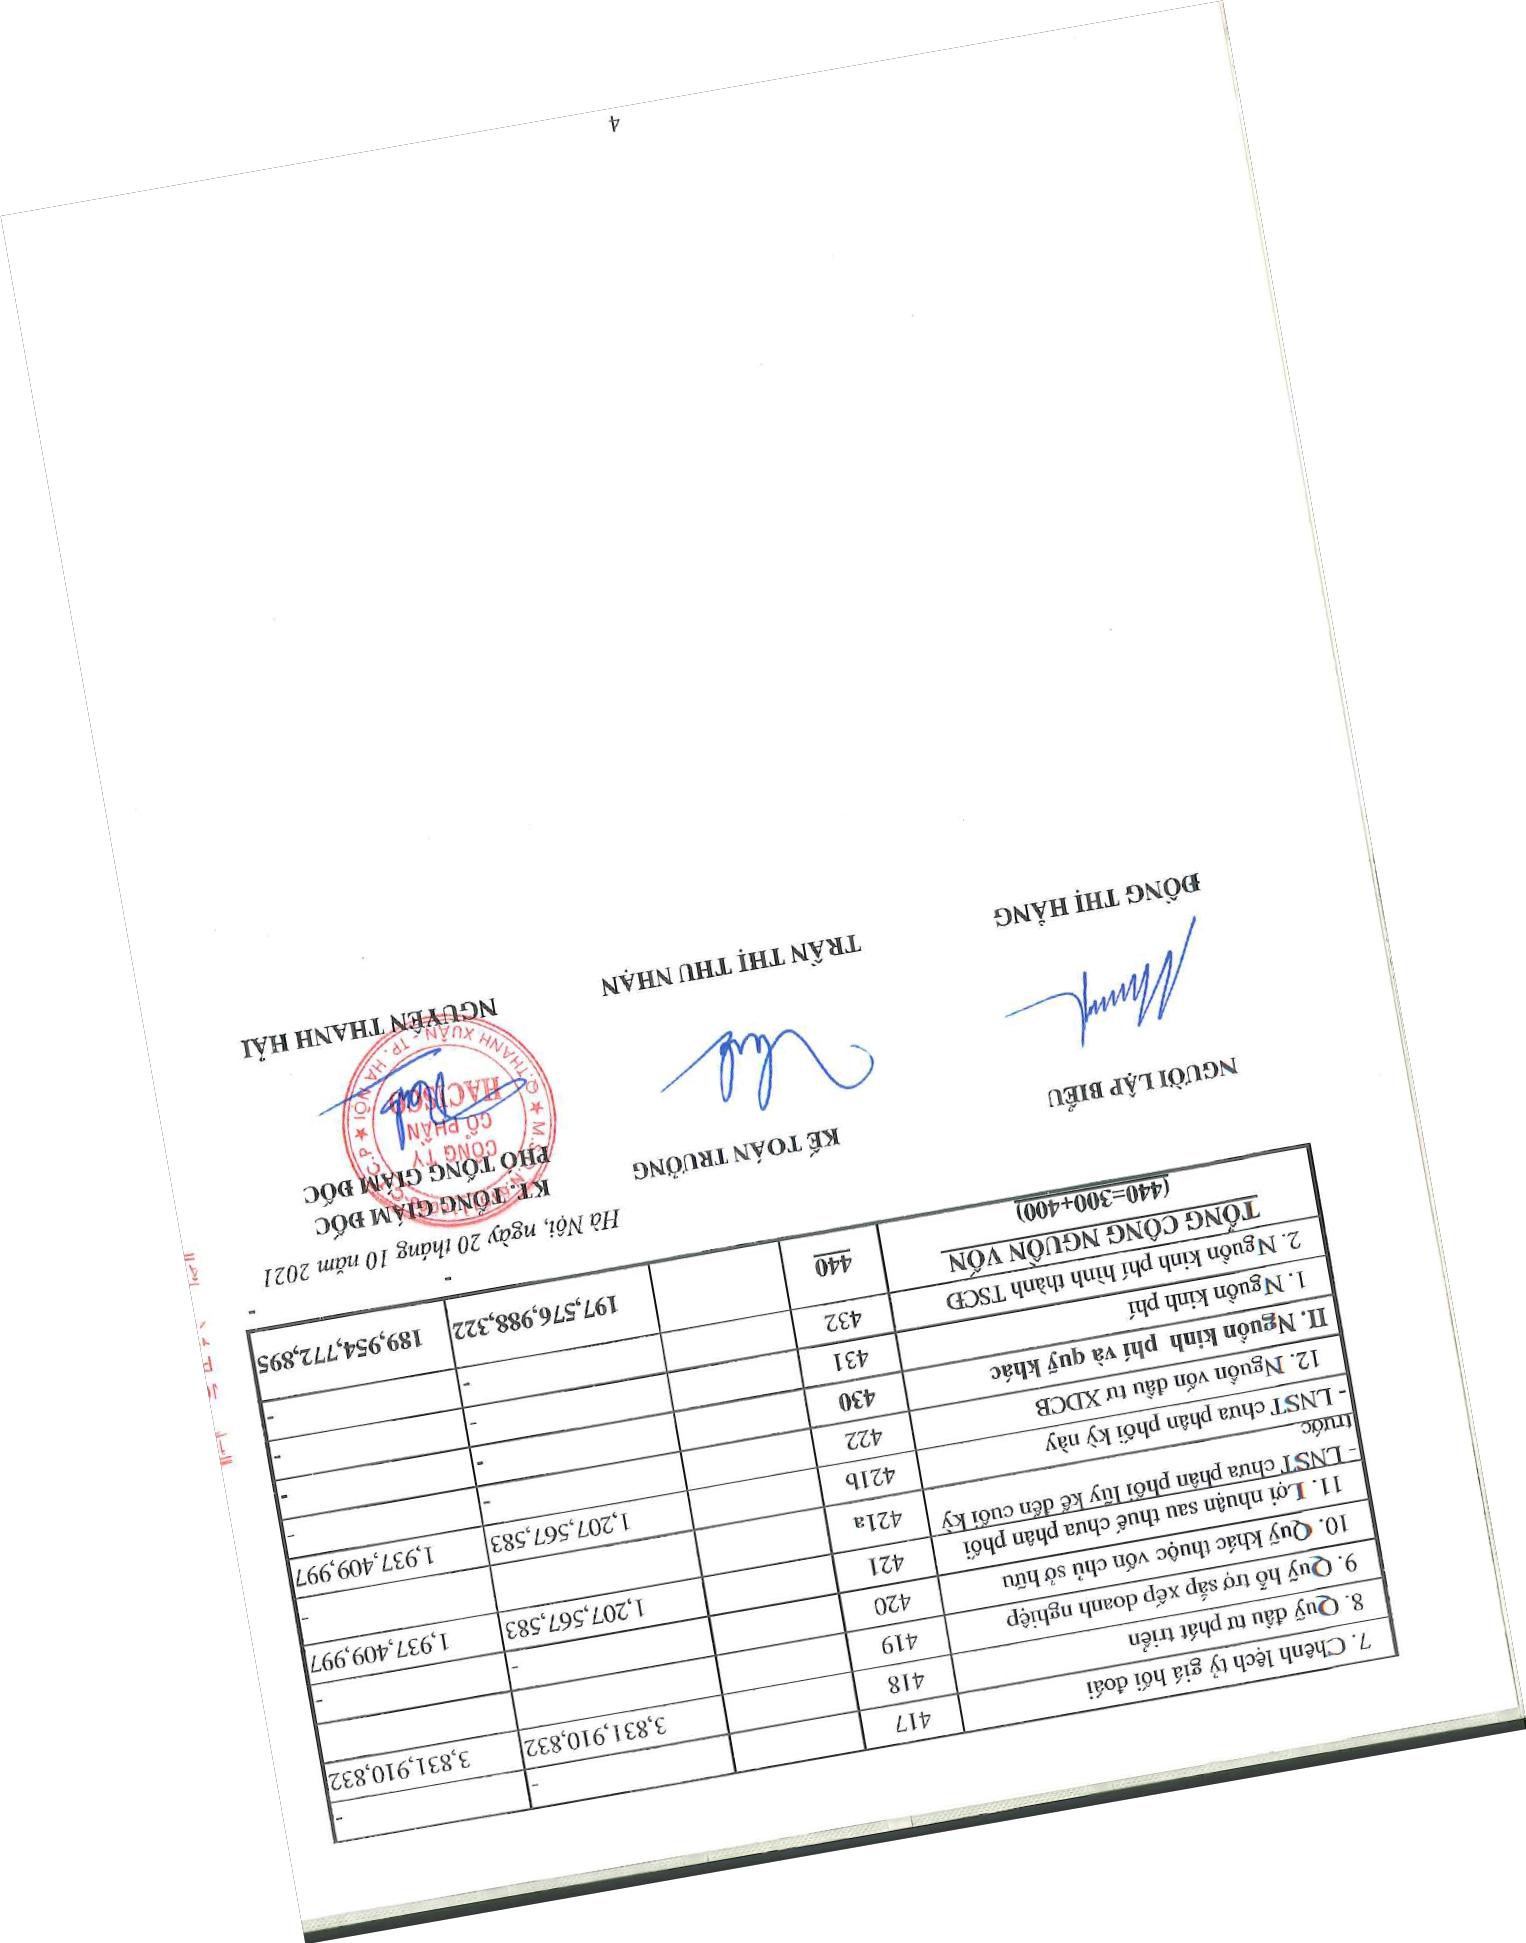 7. Chênh lệch tỷ giá hối đoái 417 - -
8. Quỹ đầu tư phát triển 418 3,831,910,832 3,831,910,832
9. Quỹ hỗ trợ sắp xếp doanh nghiệp 419
10. Quỹ khác thuộc vốn chủ sở hữu 420 - -
11. Lợi nhuận sau thuế chưa phân phối 421 1,207,567,583 1,937,409,997
- LNST chưa phân phối lũy kế đến cuối kỳ
trước 421a -
- LNST chưa phân phối kỳ này 421b 1,207,567,583 1,937,409,997
12. Nguồn vốn đầu tư XDCB 422 - -
II. Nguồn kinh phí và quỹ khác 430 - -
1. Nguồn kinh phí 431 - -
2. Nguồn kinh phí hình thành TSCĐ 432 - -
TỔNG CỘNG NGUỒN VỐN
(440=300+400) 440 197,576,988,322 189,954,772,895
- -
Hà Nội, ngày 20 tháng 10 năm 2021
NGƯỜI LẬP BIỂU KẾ TOÁN TRƯỞNG KT. TỔNG GIÁM ĐỐC
PHÓ TỔNG GIÁM ĐỐC
CÔNG TY
CỔ PHẦN
HACISCO
Q.THANH XUÂN - TP. HÀ NỘI
ĐỒNG THỊ HẰNG TRẦN THỊ THU NHẠN NGUYỄN THANH HẢI
4